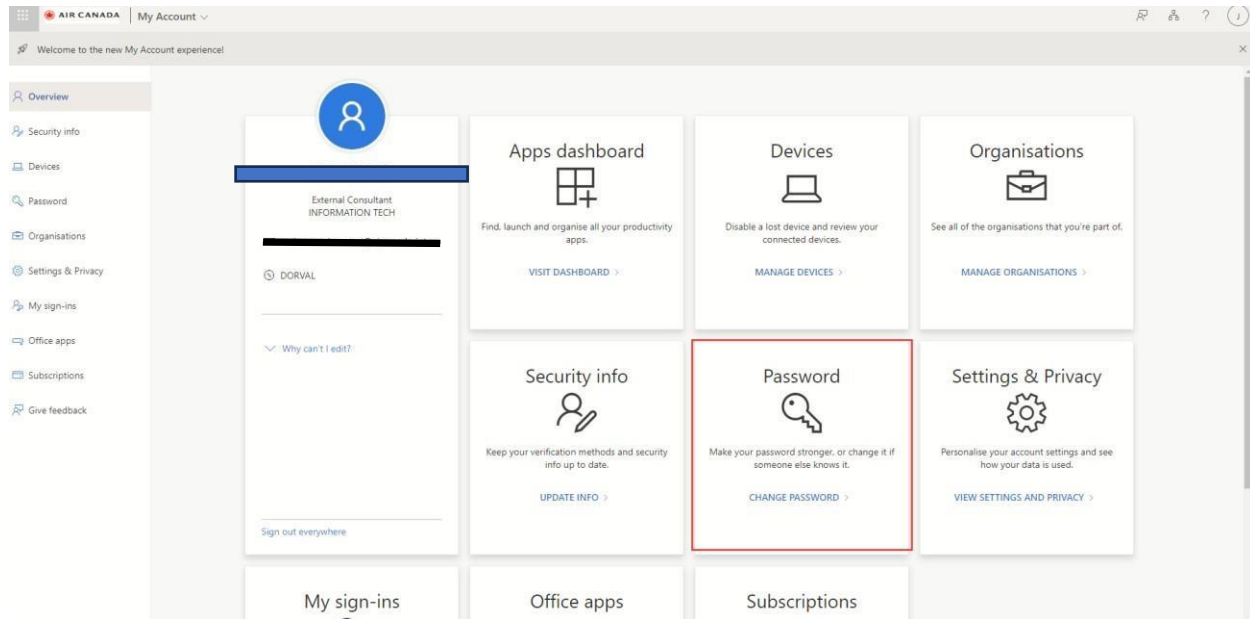 AIR CANADA My Account
? J
Welcome to the new My Account experience!
Overview
Security info
Devices
Password
Organisations
Settings & Privacy
My sign-ins
Office apps
Subscriptions
Give feedback
External Consultant
INFORMATION TECH
DORVAL
Why can't I edit?
Sign out everywhere
Apps dashboard
Find, launch and organise all your productivity
apps.
VISIT DASHBOARD >
Devices
Disable a lost device and review your
connected devices.
MANAGE DEVICES >
Organisations
See all of the organisations that you're part of.
MANAGE ORGANISATIONS >
Security info
Keep your verification methods and security
info up to date.
UPDATE INFO >
Password
Make your password stronger, or change it if
someone else knows it.
CHANGE PASSWORD >
Settings & Privacy
Personalise your account settings and see
how your data is used.
VIEW SETTINGS AND PRIVACY >
My sign-ins
Office apps
Subscriptions